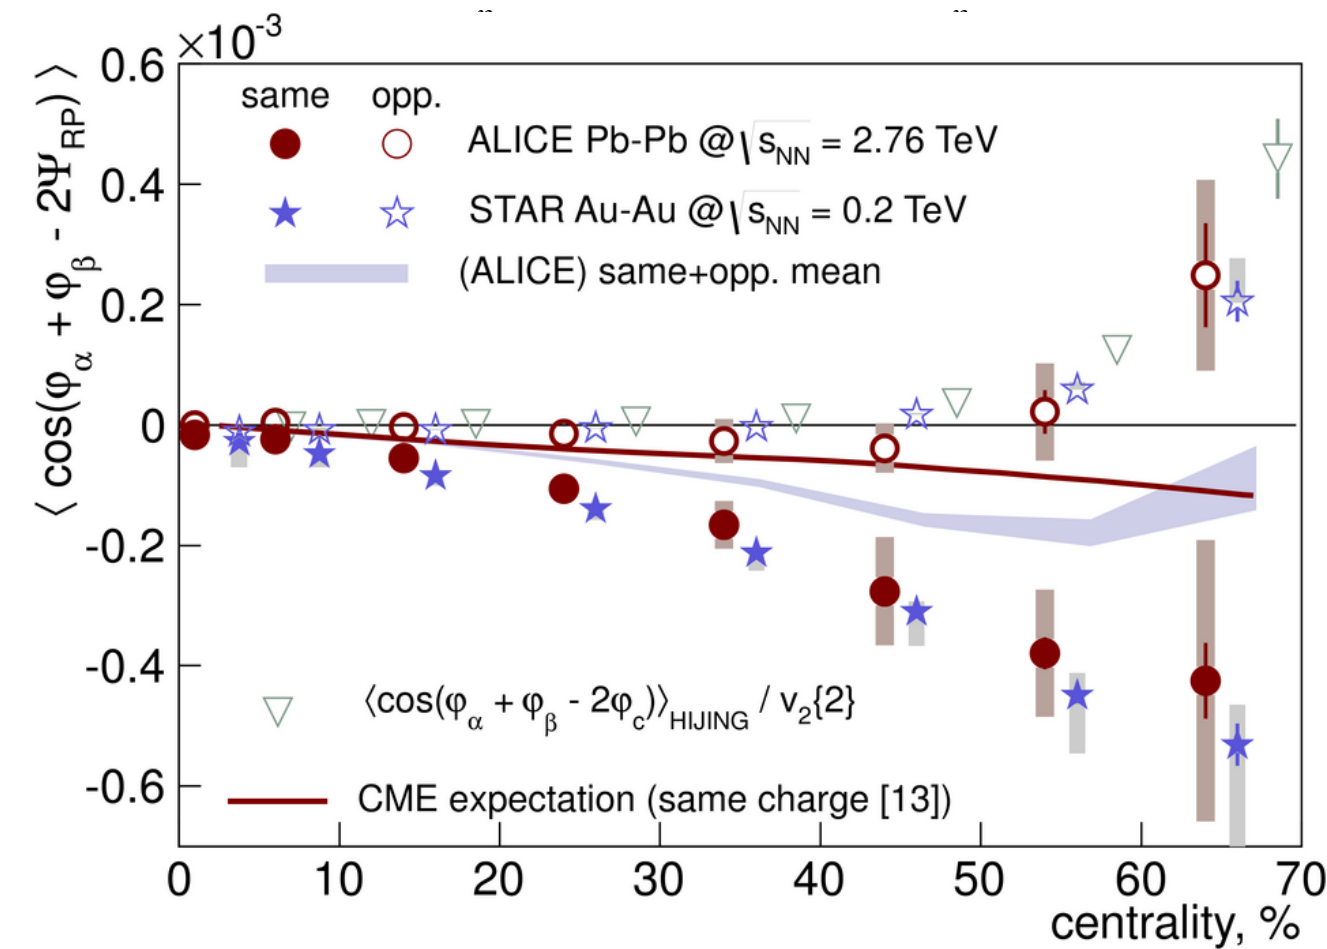 ×10⁻³
⟨ cos(φα + φβ - 2ΨRP) ⟩
0.6
0.4
0.2
0
-0.2
-0.4
-0.6
same opp.
ALICE Pb-Pb @ √sNN = 2.76 TeV
STAR Au-Au @ √sNN = 0.2 TeV
(ALICE) same+opp. mean
⟨cos(φα + φβ - 2φc)⟩HIJING / v2{2}
CME expectation (same charge [13])
0 10 20 30 40 50 60 70
centrality, %